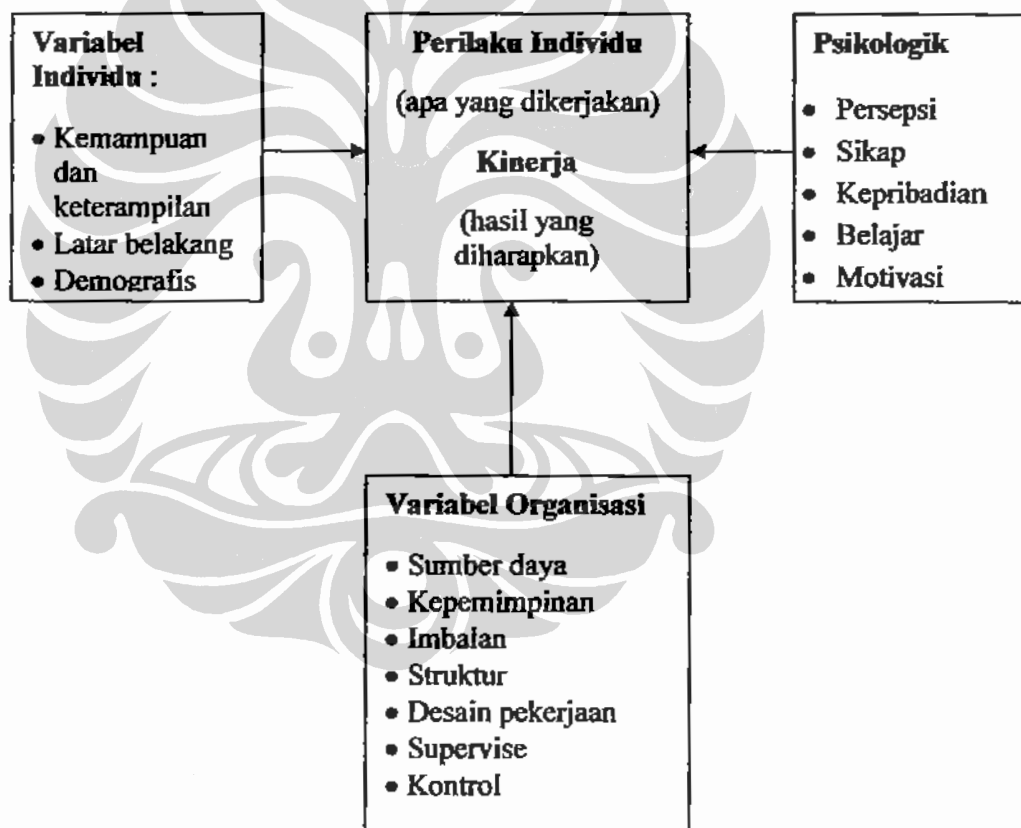 Variabel
Individu :
• Kemampuan
dan
keterampilan
• Latar belakang
• Demografis
Perilaku Individu
(apa yang dikerjakan)
Kinerja
(hasil yang
diharapkan)
Psikologik
• Persepsi
• Sikap
• Kepribadian
• Belajar
• Motivasi
Variabel Organisasi
• Sumber daya
• Kepemimpinan
• Imbalan
• Struktur
• Desain pekerjaan
• Supervise
• Kontrol